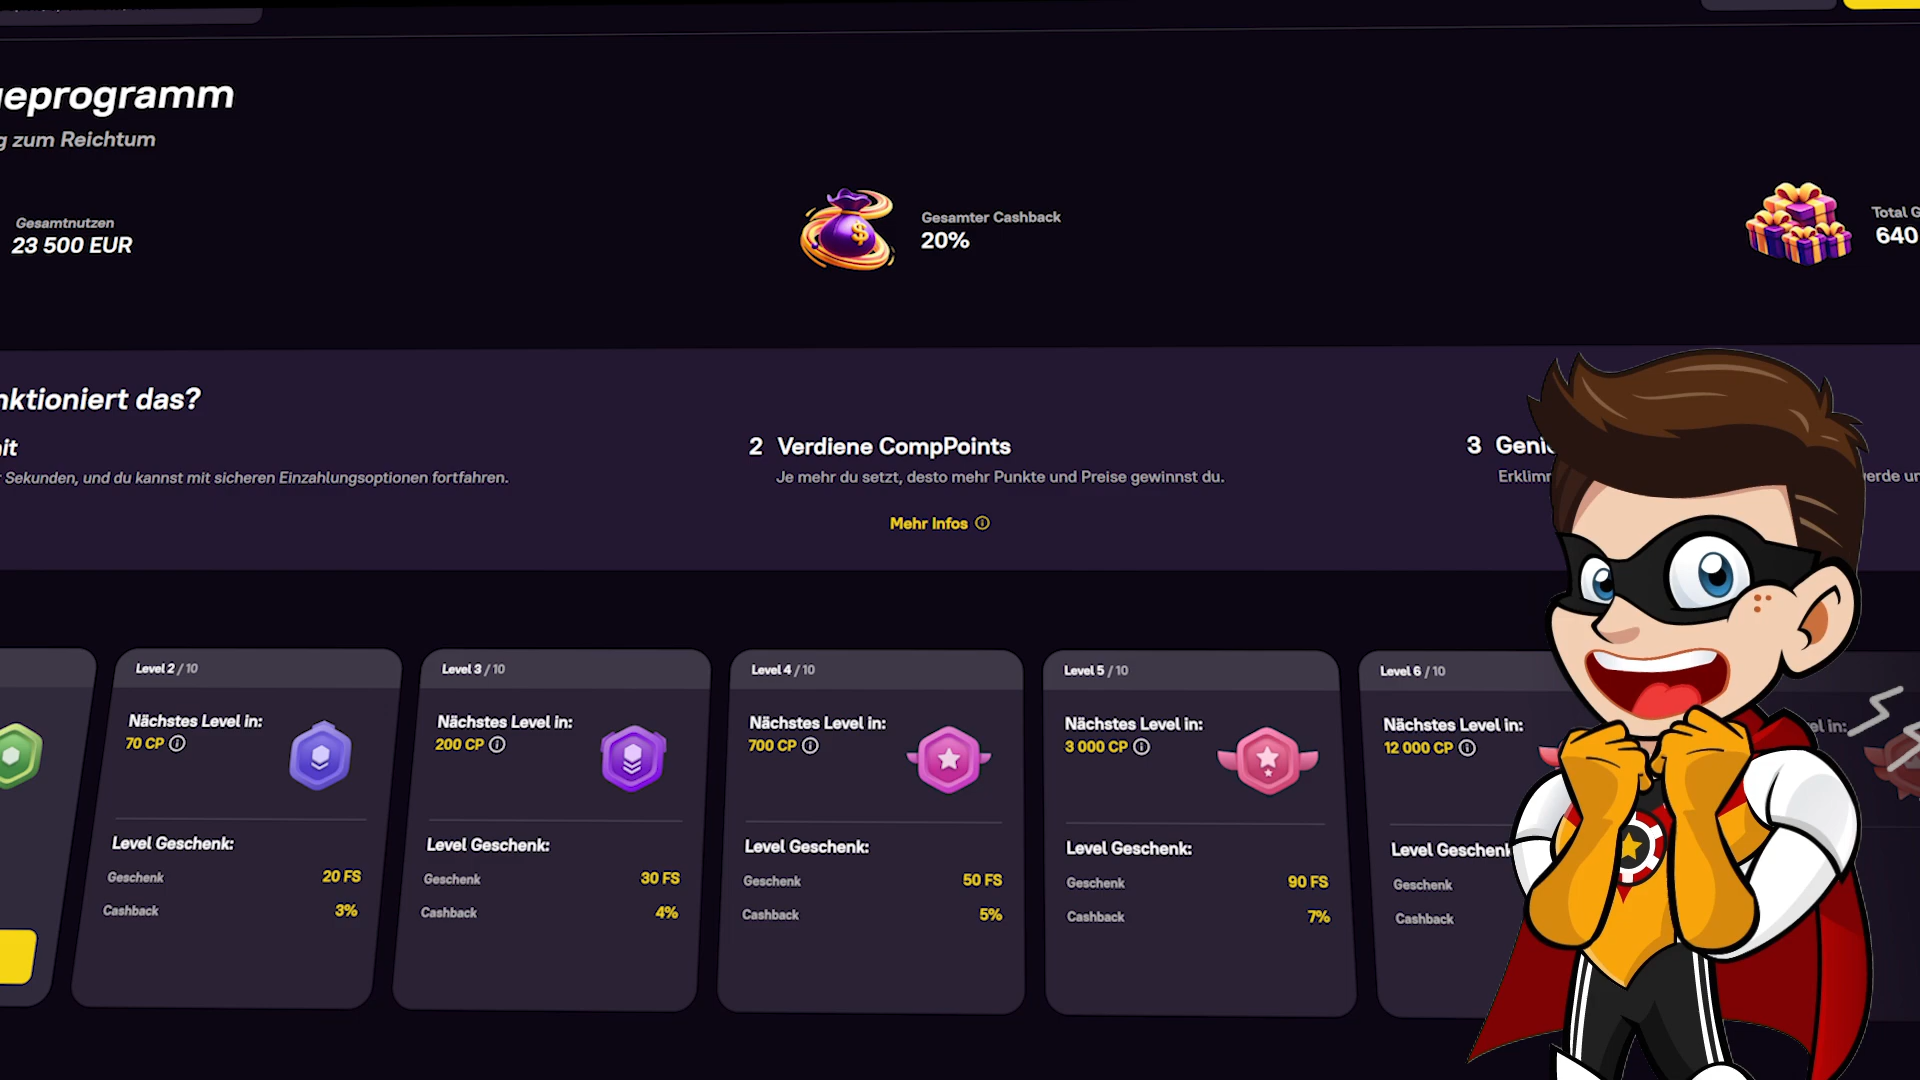 geprogramm
zum Reichtum
Gesamtnutzen
23 500 EUR
Gesamter Cashback
20%
Total G
640
nktioniert das?
it
Sekunden, und du kannst mit sicheren Einzahlungsoptionen fortfahren.
2 Verdiene CompPoints
Je mehr du setzt, desto mehr Punkte und Preise gewinnst du.
Mehr Infos
3 Genie
Erklimm
erde un
Level 2 / 10
Nächstes Level in:
70 CP
Level Geschenk:
Geschenk 20 FS
Cashback 3%
Level 3 / 10
Nächstes Level in:
200 CP
Level Geschenk:
Geschenk 30 FS
Cashback 4%
Level 4 / 10
Nächstes Level in:
700 CP
Level Geschenk:
Geschenk 50 FS
Cashback 5%
Level 5 / 10
Nächstes Level in:
3 000 CP
Level Geschenk:
Geschenk 90 FS
Cashback 7%
Level 6 / 10
Nächstes Level in:
12 000 CP
Level Geschenk
Geschenk
Cashback
el in: